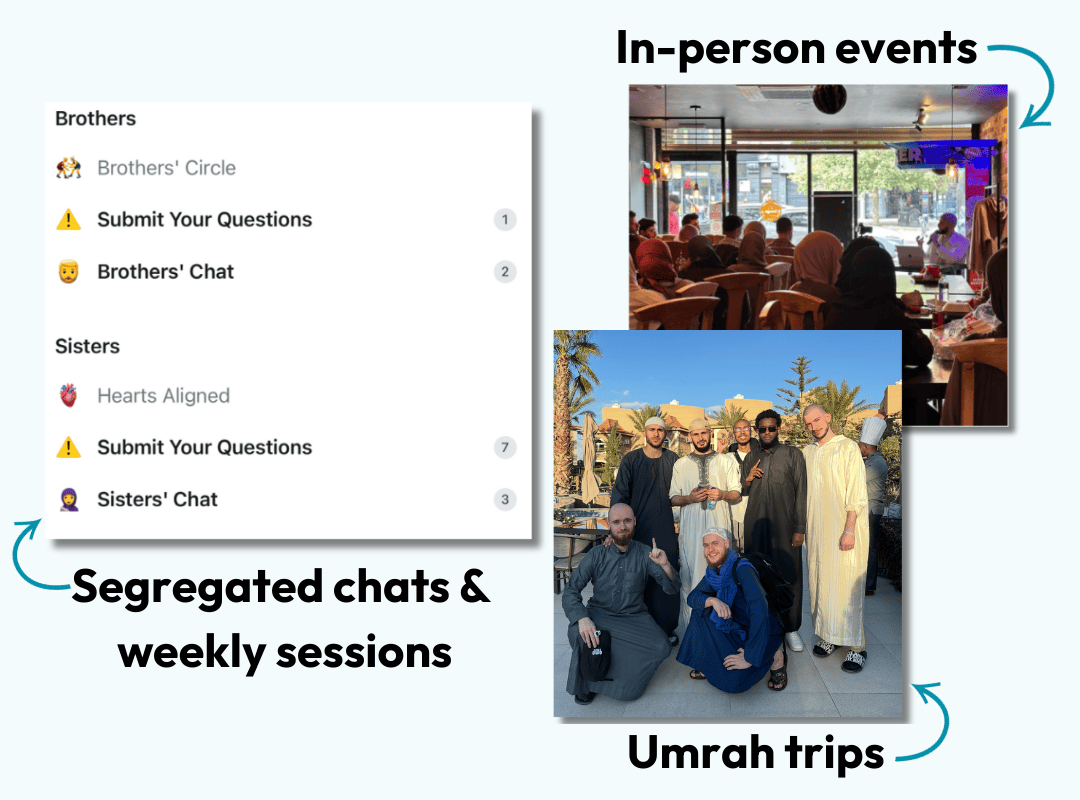 In-person events
Brothers
Brothers' Circle
Submit Your Questions 1
Brothers' Chat 2
Sisters
Hearts Aligned
Submit Your Questions 7
Sisters' Chat 3
Segregated chats &
weekly sessions
ER
Umrah trips